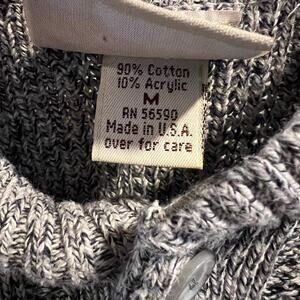 90% Cotton
10% Acrylic
M
RN 56590
Made in U.S.A.
over for care